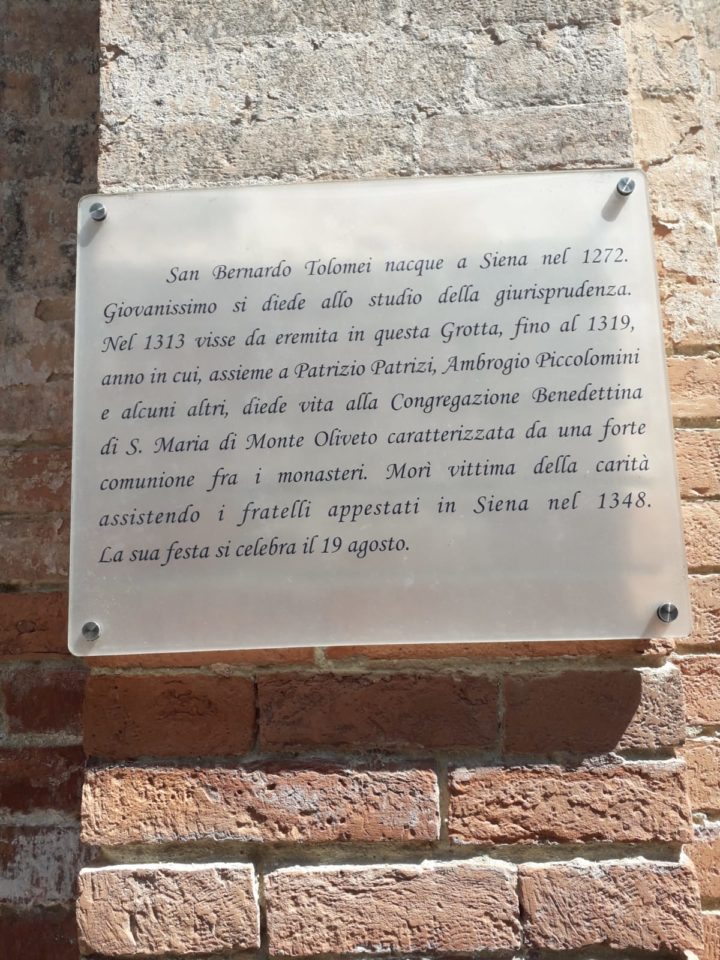 San Bernardo Tolomei nacque a Siena nel 1272.
Giovanissimo si diede allo studio della giurisprudenza.
Nel 1313 visse da eremita in questa Grotta, fino al 1319,
anno in cui, assieme a Patrizio Patrizi, Ambrogio Piccolomini
e alcuni altri, diede vita alla Congregazione Benedettina
di S. Maria di Monte Oliveto caratterizzata da una forte
comunione fra i monasteri. Morì vittima della carità
assistendo i fratelli appestati in Siena nel 1348.
La sua festa si celebra il 19 agosto.